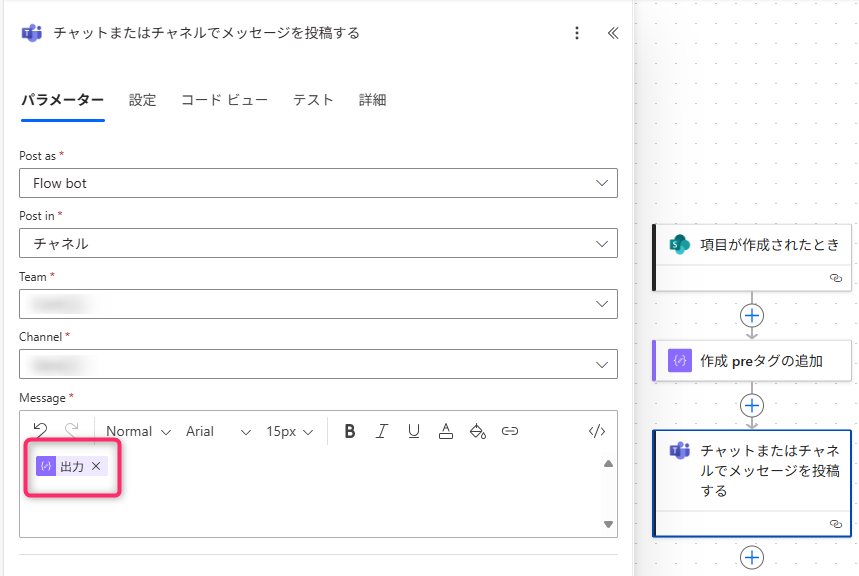 チャットまたはチャネルでメッセージを投稿する
パラメーター 設定 コード ビュー テスト 詳細
Post as *
Flow bot
Post in *
チャネル
Team *
Channel *
Message *
Normal Arial 15px B I U A </>
{/} 出力 ×
S 項目が作成されたとき
{/} 作成 preタグの追加
チャットまたはチャネ
ルでメッセージを投稿
する